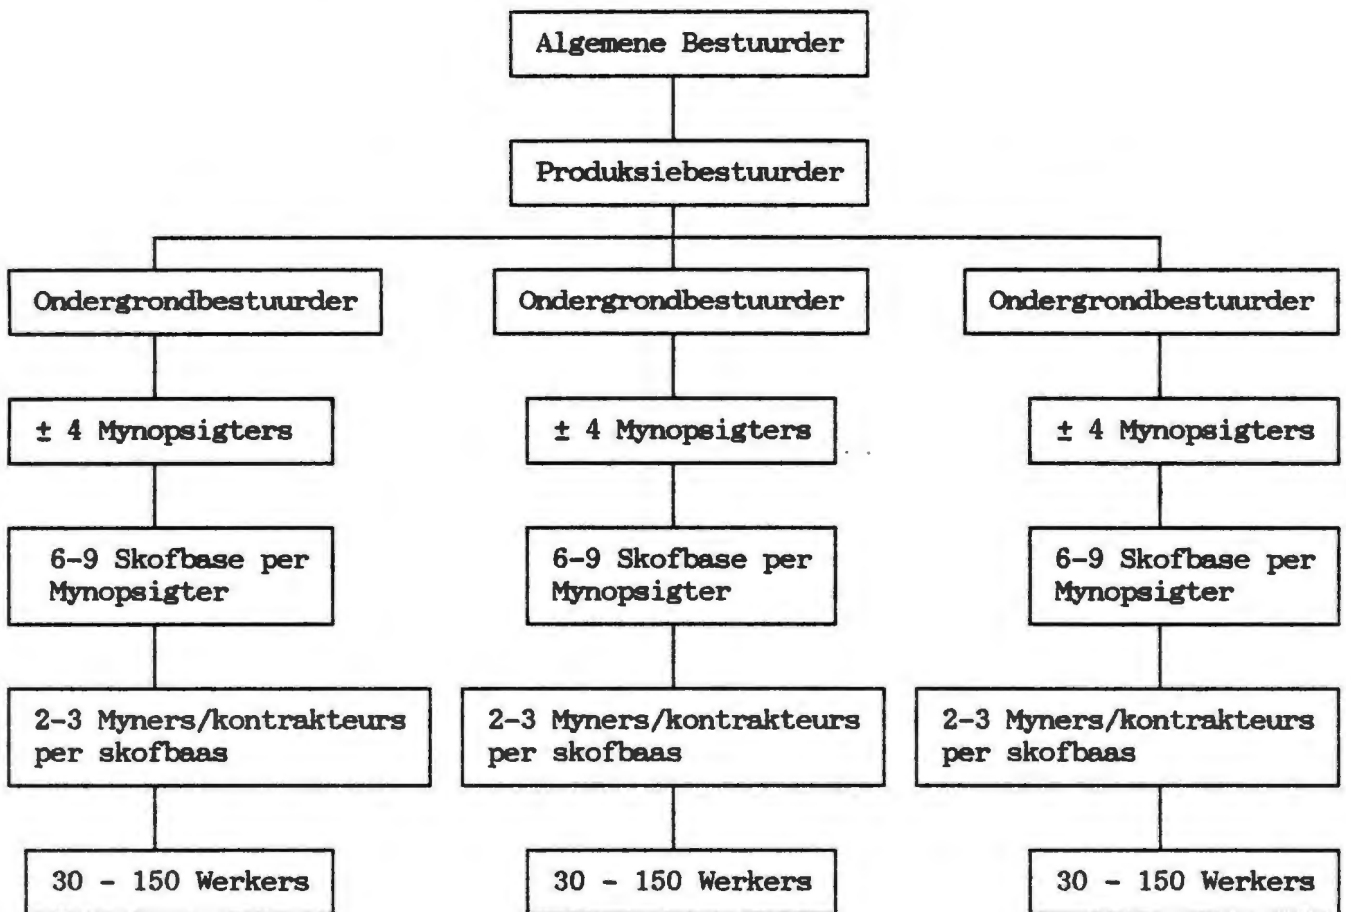 Algemene Bestuurder
Produksiebestuurder
Ondergrondbestuurder
Ondergrondbestuurder
Ondergrondbestuurder
± 4 Mynopsigters
± 4 Mynopsigters
± 4 Mynopsigters
6-9 Skofbase per
Mynopsigter
6-9 Skofbase per
Mynopsigter
6-9 Skofbase per
Mynopsigter
2-3 Myners/kontrakteurs
per skofbaas
2-3 Myners/kontrakteurs
per skofbaas
2-3 Myners/kontrakteurs
per skofbaas
30 - 150 Werkers
30 - 150 Werkers
30 - 150 Werkers